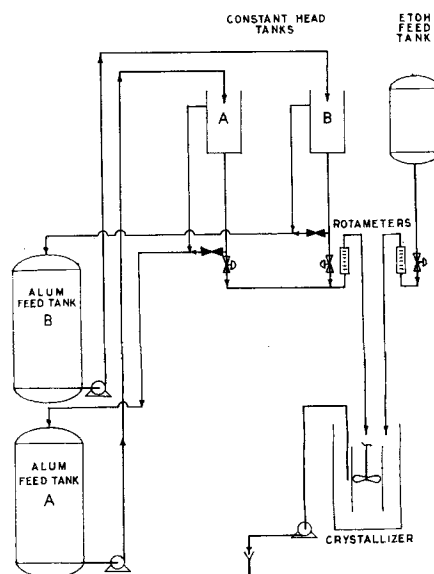 CONSTANT HEAD
TANKS
ETOH
FEED
TANK
A
B
ROTAMETERS
ALUM
FEED TANK
B
ALUM
FEED TANK
A
CRYSTALLIZER